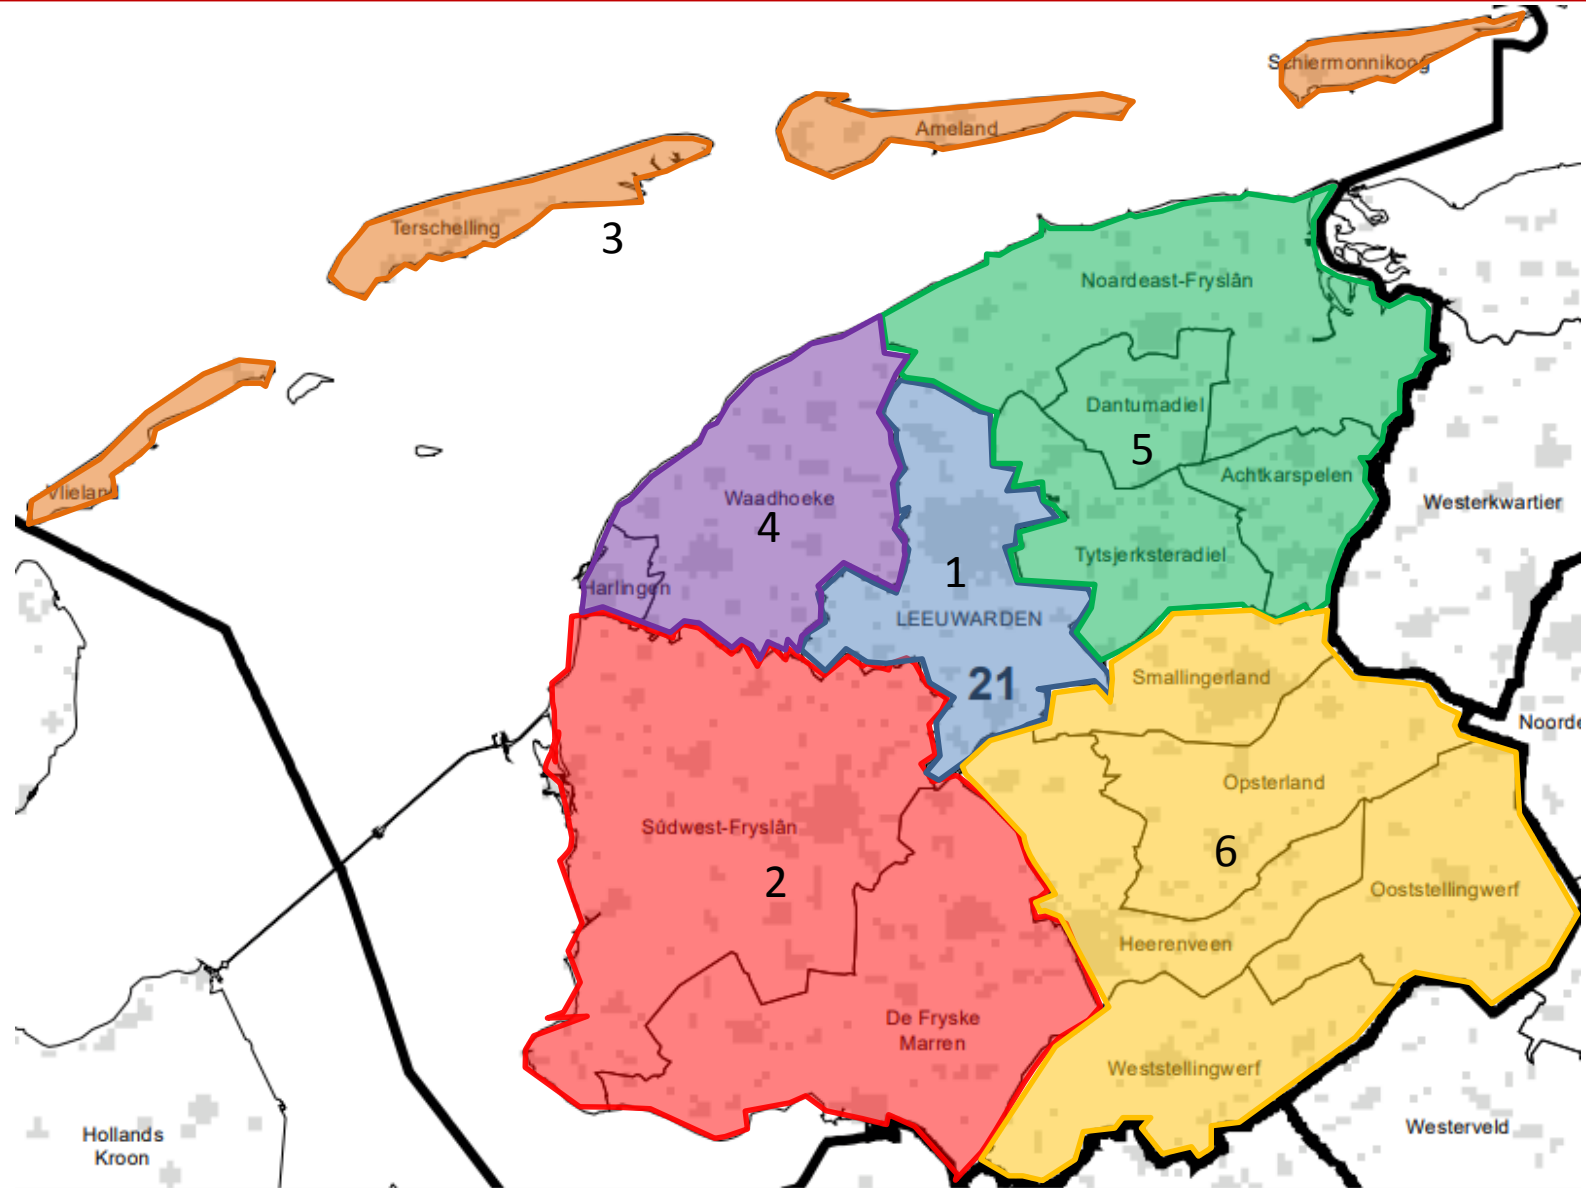 Schiermonnikoog
Ameland
Terschelling
3
Noardeast-Fryslân
Dantumadiel
5
Achtkarspelen
Vlieland
Waadhoeke
4
Westerkwartier
Tytsjerksteradiel
1
Harlingen
LEEUWARDEN
21
Smallingerland
Noorde
Opsterland
Súdwest-Fryslân
6
2
Ooststellingwerf
Heerenveen
De Fryske
Marren
Weststellingwerf
Hollands
Kroon
Westerveld